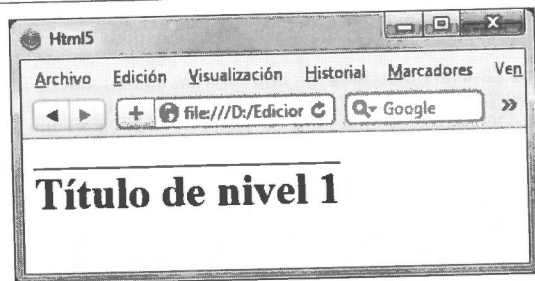 Html5
Archivo Edición Visualización Historial Marcadores Ven
file:///D:/Edicior Google
Título de nivel 1